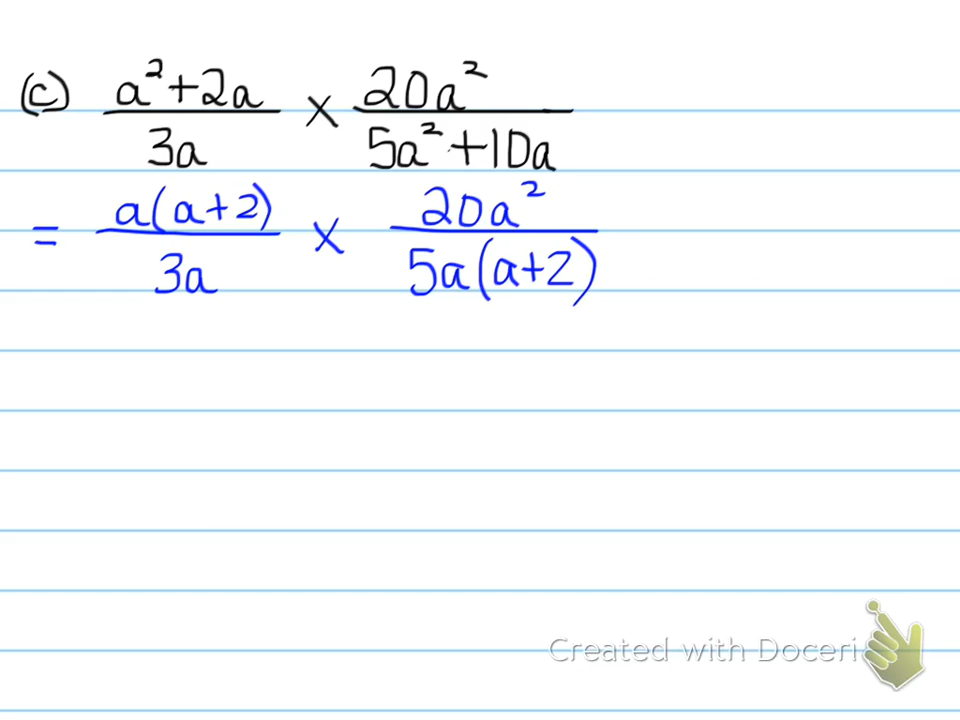 (c) (a²+2a)/(3a) × (20a²)/(5a²+10a)
= (a(a+2))/(3a) × (20a²)/(5a(a+2))
Created with Doceri